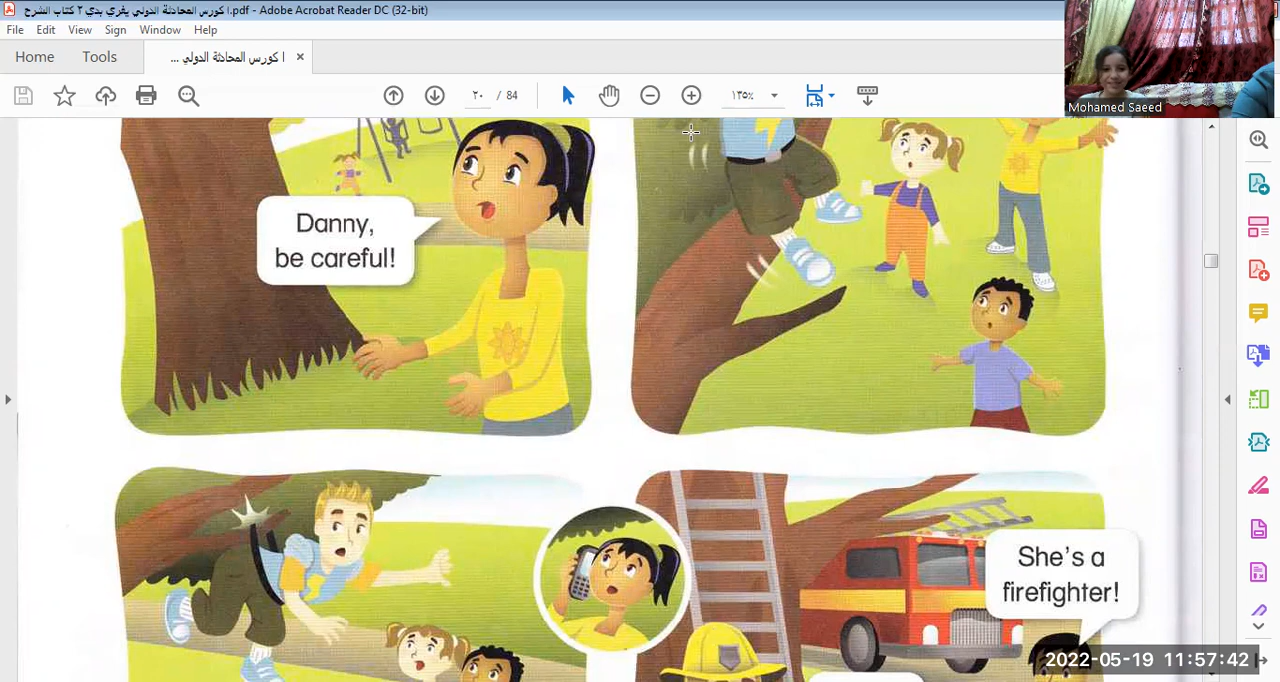 ا كورس المحادثة الدولي يفري بدي ٢ كتاب الشرح.pdf - Adobe Acrobat Reader DC (32-bit)
File Edit View Sign Window Help
Home Tools ا كورس المحادثة الدولي ... ×
٢٠ / 84 ١٣٥%
Mohamed Saeed
Danny,
be careful!
She's a
firefighter!
2022-05-19 11:57:42